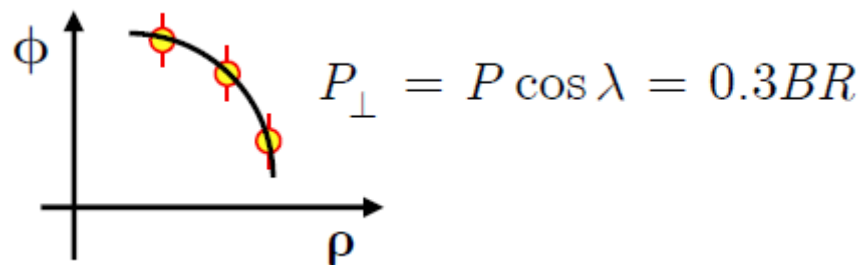 ϕ
P⊥ = P cos λ = 0.3BR
ρ